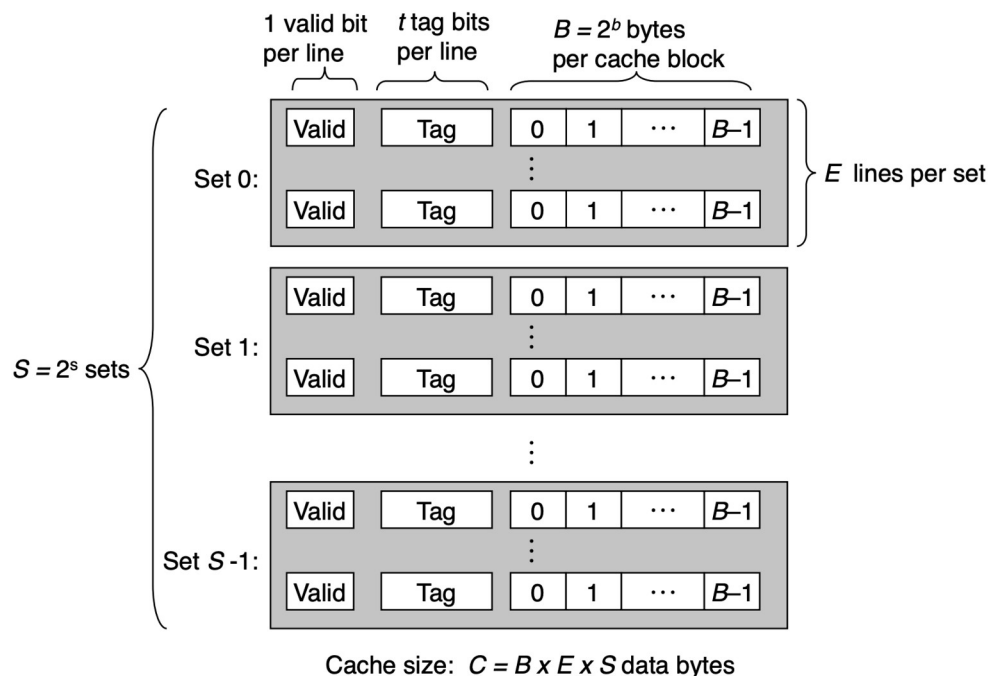 1 valid bit
per line
t tag bits
per line
B = 2ᵇ bytes
per cache block
Valid Tag 0 1 ··· B–1
⋮
Set 0:
E lines per set
Valid Tag 0 1 ··· B–1
Valid Tag 0 1 ··· B–1
⋮
Set 1:
Valid Tag 0 1 ··· B–1
S = 2ˢ sets
⋮
Valid Tag 0 1 ··· B–1
⋮
Set S -1:
Valid Tag 0 1 ··· B–1
Cache size: C = B x E x S data bytes